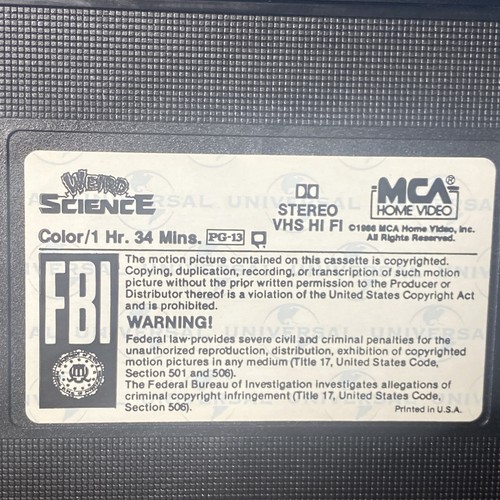 WEIRD
SCIENCE
STEREO
VHS HI FI
MCA®
HOME VIDEO
©1986 MCA Home Video, Inc.
All Rights Reserved.
Color/1 Hr. 34 Mins. PG-13
FBI
The motion picture contained on this cassette is copyrighted.
Copying, duplication, recording, or transcription of such motion
picture without the prior written permission to the Producer or
Distributor thereof is a violation of the United States Copyright Act
and is prohibited.
WARNING!
Federal law provides severe civil and criminal penalties for the
unauthorized reproduction, distribution, exhibition of copyrighted
motion pictures in any medium (Title 17, United States Code,
Section 501 and 506).
The Federal Bureau of Investigation investigates allegations of
criminal copyright infringement (Title 17, United States Code,
Section 506).
Printed in U.S.A.
UNIVERSAL